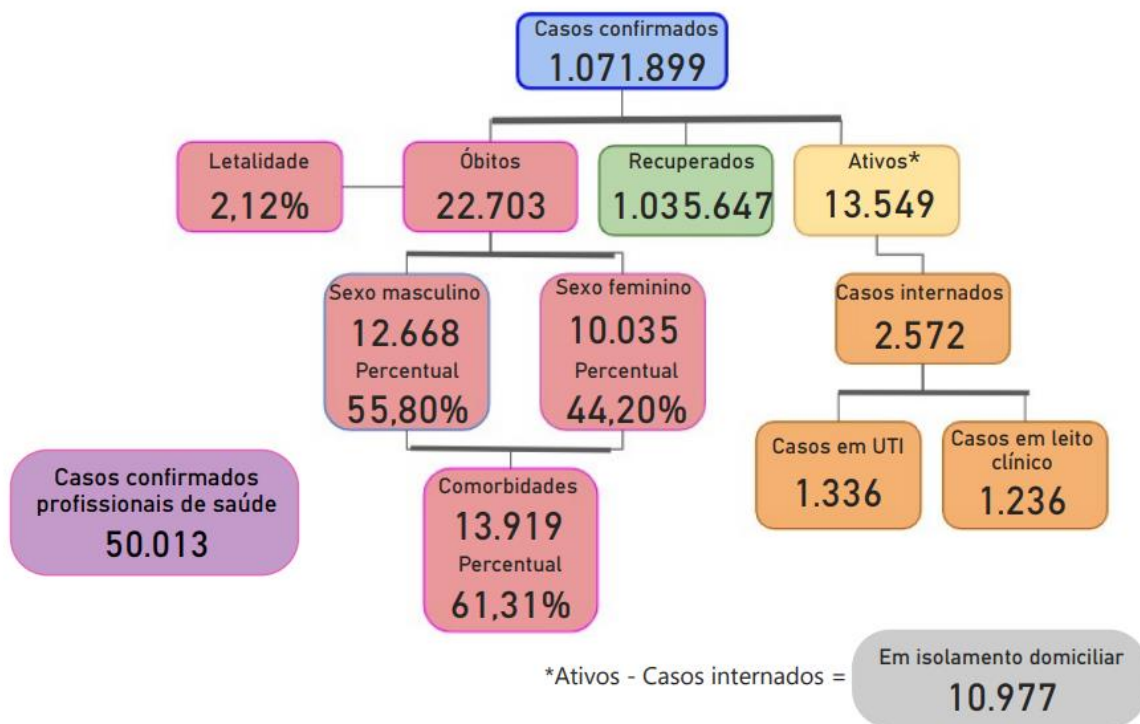 Casos confirmados
1.071.899
Letalidade
2,12%
Óbitos
22.703
Recuperados
1.035.647
Ativos*
13.549
Sexo masculino
12.668
Percentual
55,80%
Sexo feminino
10.035
Percentual
44,20%
Casos internados
2.572
Casos em UTI
1.336
Casos em leito
clínico
1.236
Casos confirmados
profissionais de saúde
50.013
Comorbidades
13.919
Percentual
61,31%
*Ativos - Casos internados =
Em isolamento domiciliar
10.977